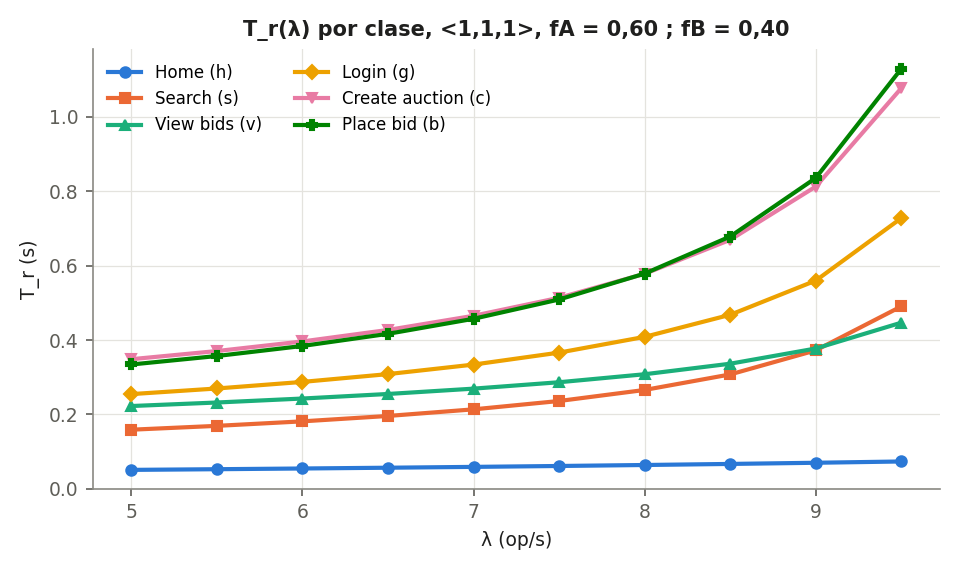 T_r(λ) por clase, <1,1,1>, fA = 0,60 ; fB = 0,40
Home (h)
Search (s)
View bids (v)
Login (g)
Create auction (c)
Place bid (b)
T_r (s)
1.0
0.8
0.6
0.4
0.2
0.0
5 6 7 8 9
λ (op/s)